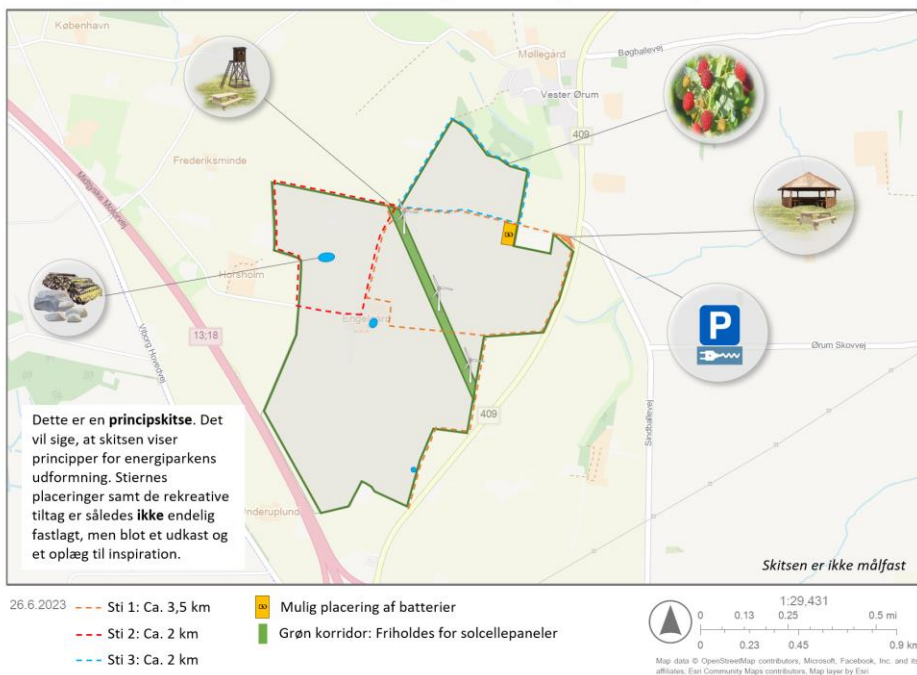 København
Møllegård
Bøgballevej
Vester Ørum
409
Frederiksminde
Midtjyske Motorvej
Horsholm
Engelgård
13;18
P
Ørum Skovvej
Viborg Hovedvej
409
Sindballevej
Dette er en principskitse. Det
vil sige, at skitsen viser
principper for energiparkens
udformning. Stiernes
placeringer samt de rekreative
tiltag er således ikke endelig
fastlagt, men blot et udkast og
et oplæg til inspiration.
nderuplund
Skitsen er ikke målfast
26.6.2023
Sti 1: Ca. 3,5 km
Sti 2: Ca. 2 km
Sti 3: Ca. 2 km
Mulig placering af batterier
Grøn korridor: Friholdes for solcellepaneler
1:29,431
0 0.13 0.25 0.5 mi
0 0.23 0.45 0.9 km
Map data © OpenStreetMap contributors, Microsoft, Facebook, Inc. and its
affiliates, Esri Community Maps contributors, Map layer by Esri